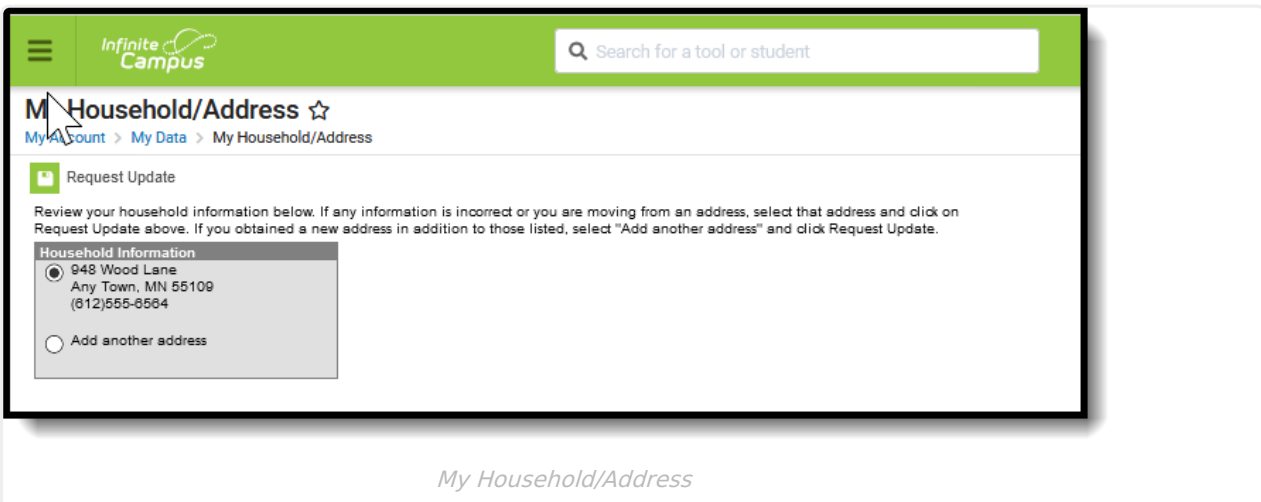 Infinite
Campus
Search for a tool or student
My Household/Address
My Account > My Data > My Household/Address
Request Update
Review your household information below. If any information is incorrect or you are moving from an address, select that address and click on
Request Update above. If you obtained a new address in addition to those listed, select "Add another address" and click Request Update.
Household Information
948 Wood Lane
Any Town, MN 55109
(612)555-6564
Add another address
My Household/Address